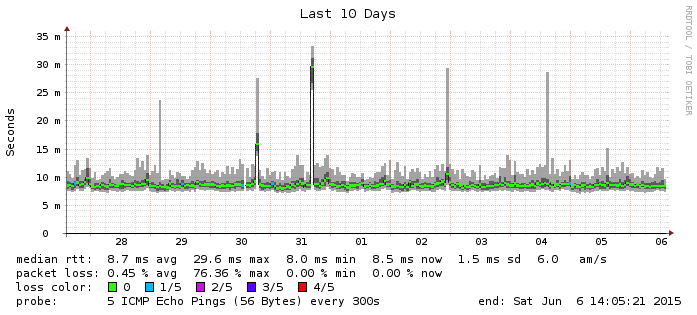 Last 10 Days
RRDTOOL / TOBI OETIKER
Seconds
35 m
30 m
25 m
20 m
15 m
10 m
5 m
0
28 29 30 31 01 02 03 04 05 06
median rtt: 8.7 ms avg 29.6 ms max 8.0 ms min 8.5 ms now 1.5 ms sd 6.0 am/s
packet loss: 0.45 % avg 76.36 % max 0.00 % min 0.00 % now
loss color: 0 1/5 2/5 3/5 4/5
probe: 5 ICMP Echo Pings (56 Bytes) every 300s end: Sat Jun 6 14:05:21 2015